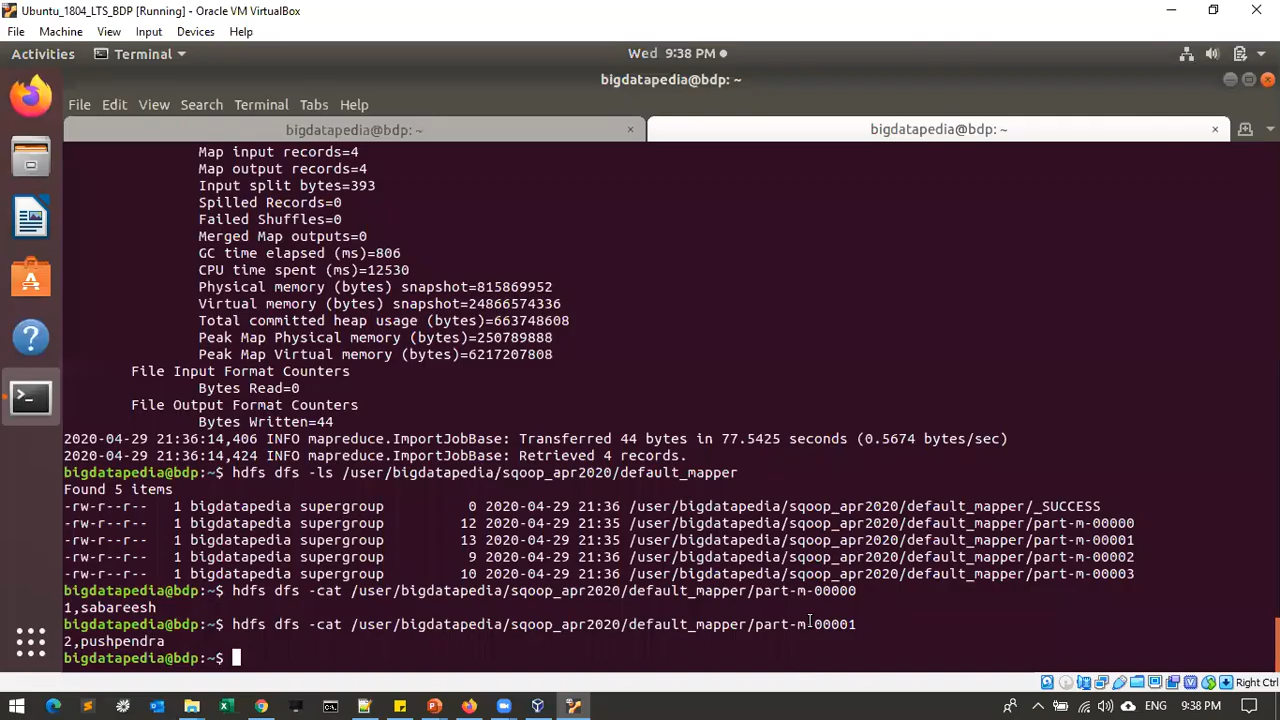 Ubuntu_1804_LTS_BDP [Running] - Oracle VM VirtualBox
File Machine View Input Devices Help
Activities Terminal Wed 9:38 PM
bigdatapedia@bdp: ~
File Edit View Search Terminal Tabs Help
bigdatapedia@bdp: ~ × bigdatapedia@bdp: ~ ×
Map input records=4
Map output records=4
Input split bytes=393
Spilled Records=0
Failed Shuffles=0
Merged Map outputs=0
GC time elapsed (ms)=806
CPU time spent (ms)=12530
Physical memory (bytes) snapshot=815869952
Virtual memory (bytes) snapshot=24866574336
Total committed heap usage (bytes)=663748608
Peak Map Physical memory (bytes)=250789888
Peak Map Virtual memory (bytes)=6217207808
File Input Format Counters
Bytes Read=0
File Output Format Counters
Bytes Written=44
2020-04-29 21:36:14,406 INFO mapreduce.ImportJobBase: Transferred 44 bytes in 77.5425 seconds (0.5674 bytes/sec)
2020-04-29 21:36:14,424 INFO mapreduce.ImportJobBase: Retrieved 4 records.
bigdatapedia@bdp:~$ hdfs dfs -ls /user/bigdatapedia/sqoop_apr2020/default_mapper
Found 5 items
-rw-r--r-- 1 bigdatapedia supergroup 0 2020-04-29 21:36 /user/bigdatapedia/sqoop_apr2020/default_mapper/_SUCCESS
-rw-r--r-- 1 bigdatapedia supergroup 12 2020-04-29 21:35 /user/bigdatapedia/sqoop_apr2020/default_mapper/part-m-00000
-rw-r--r-- 1 bigdatapedia supergroup 13 2020-04-29 21:35 /user/bigdatapedia/sqoop_apr2020/default_mapper/part-m-00001
-rw-r--r-- 1 bigdatapedia supergroup 9 2020-04-29 21:36 /user/bigdatapedia/sqoop_apr2020/default_mapper/part-m-00002
-rw-r--r-- 1 bigdatapedia supergroup 10 2020-04-29 21:36 /user/bigdatapedia/sqoop_apr2020/default_mapper/part-m-00003
bigdatapedia@bdp:~$ hdfs dfs -cat /user/bigdatapedia/sqoop_apr2020/default_mapper/part-m-00000
1,sabareesh
bigdatapedia@bdp:~$ hdfs dfs -cat /user/bigdatapedia/sqoop_apr2020/default_mapper/part-m-00001
2,pushpendra
bigdatapedia@bdp:~$
Right Ctrl
ENG 9:38 PM